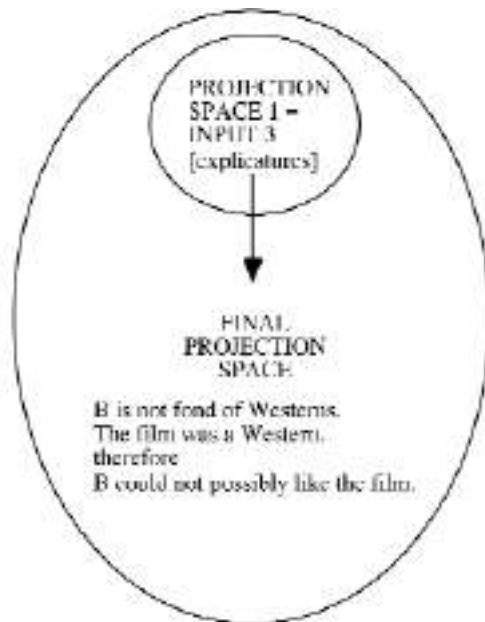 PROJECTION
SPACE 1 =
INPUT 3
[explicatures]
FINAL
PROJECTION
SPACE
B is not fond of Westerns.
The film was a Western.
therefore
B could not possibly like the film.